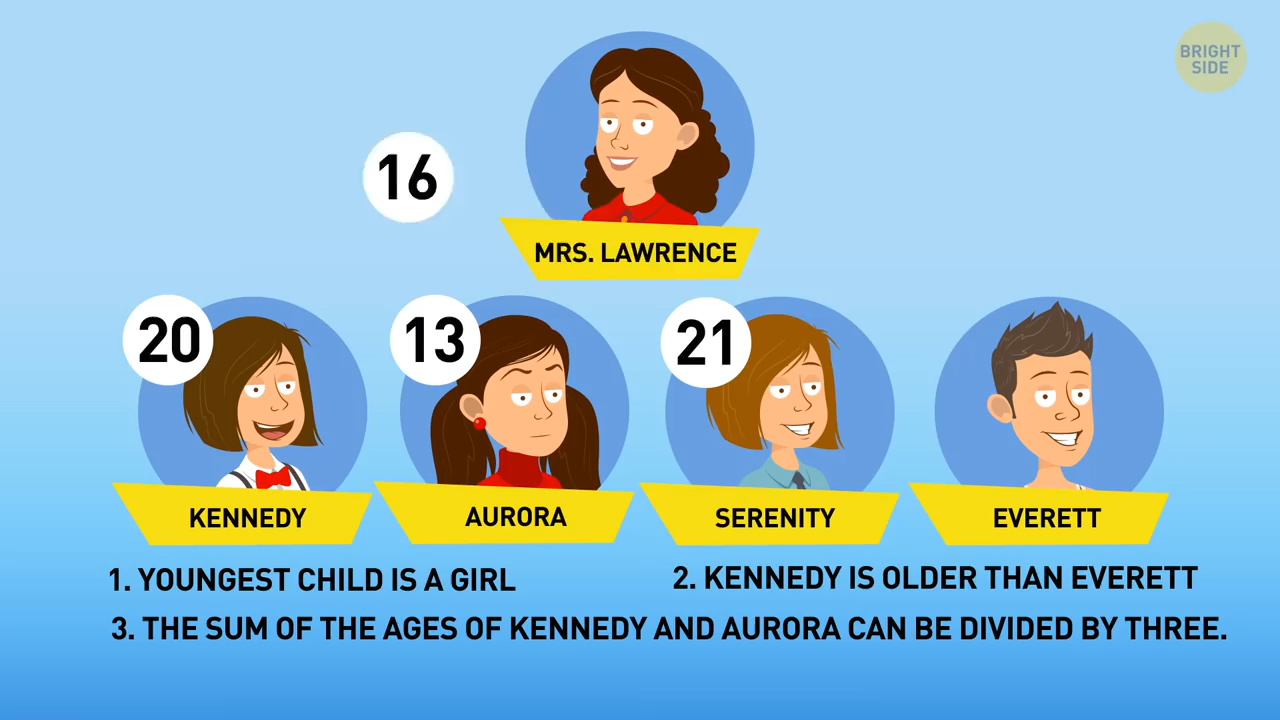 BRIGHT
SIDE
16
MRS. LAWRENCE
20
13
21
KENNEDY
AURORA
SERENITY
EVERETT
1. YOUNGEST CHILD IS A GIRL
2. KENNEDY IS OLDER THAN EVERETT
3. THE SUM OF THE AGES OF KENNEDY AND AURORA CAN BE DIVIDED BY THREE.